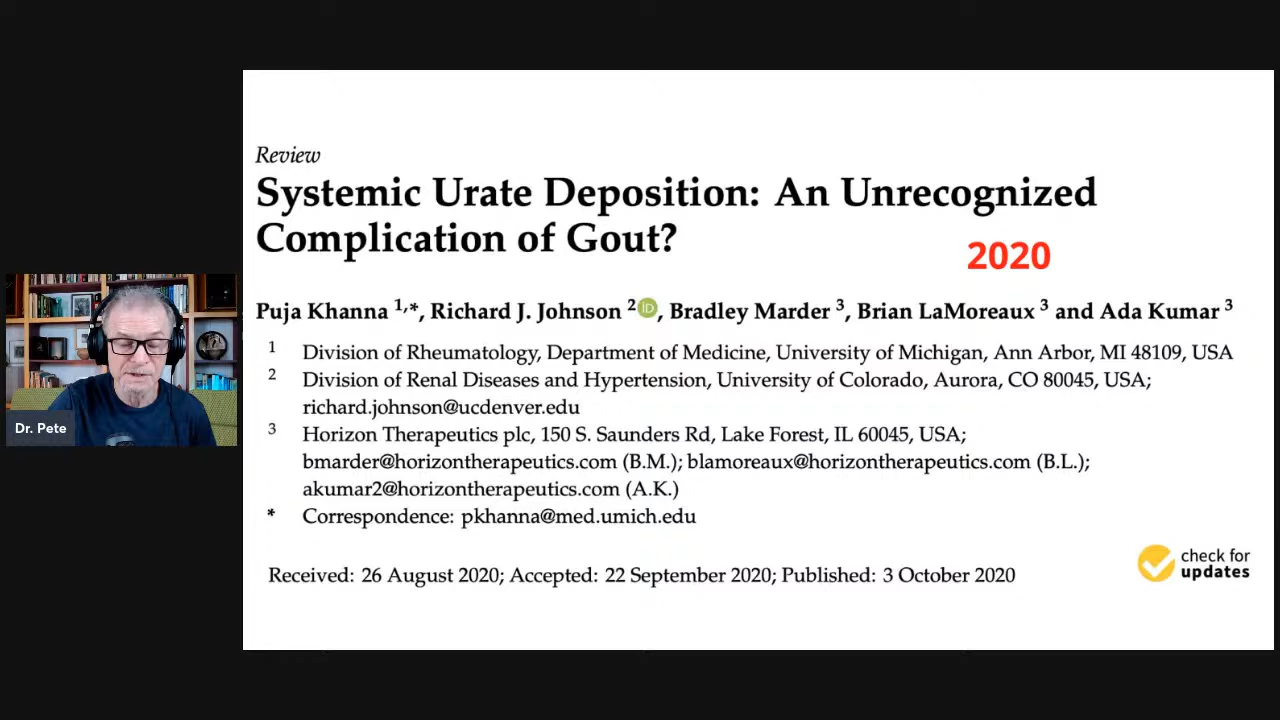 Review
Systemic Urate Deposition: An Unrecognized
Complication of Gout?
2020
Puja Khanna 1,*, Richard J. Johnson 2 iD, Bradley Marder 3, Brian LaMoreaux 3 and Ada Kumar 3
1 Division of Rheumatology, Department of Medicine, University of Michigan, Ann Arbor, MI 48109, USA
2 Division of Renal Diseases and Hypertension, University of Colorado, Aurora, CO 80045, USA;
richard.johnson@ucdenver.edu
3 Horizon Therapeutics plc, 150 S. Saunders Rd, Lake Forest, IL 60045, USA;
bmarder@horizontherapeutics.com (B.M.); blamoreaux@horizontherapeutics.com (B.L.);
akumar2@horizontherapeutics.com (A.K.)
* Correspondence: pkhanna@med.umich.edu
Received: 26 August 2020; Accepted: 22 September 2020; Published: 3 October 2020
check for
updates
Dr. Pete